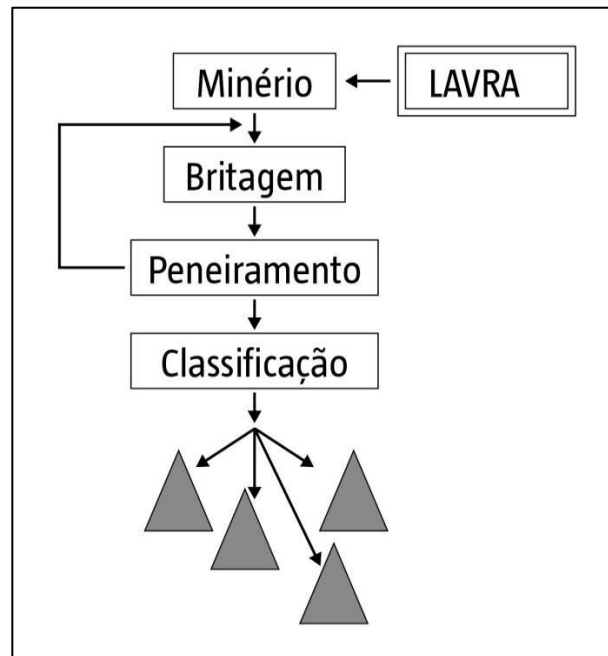 Minério
LAVRA
Britagem
Peneiramento
Classificação